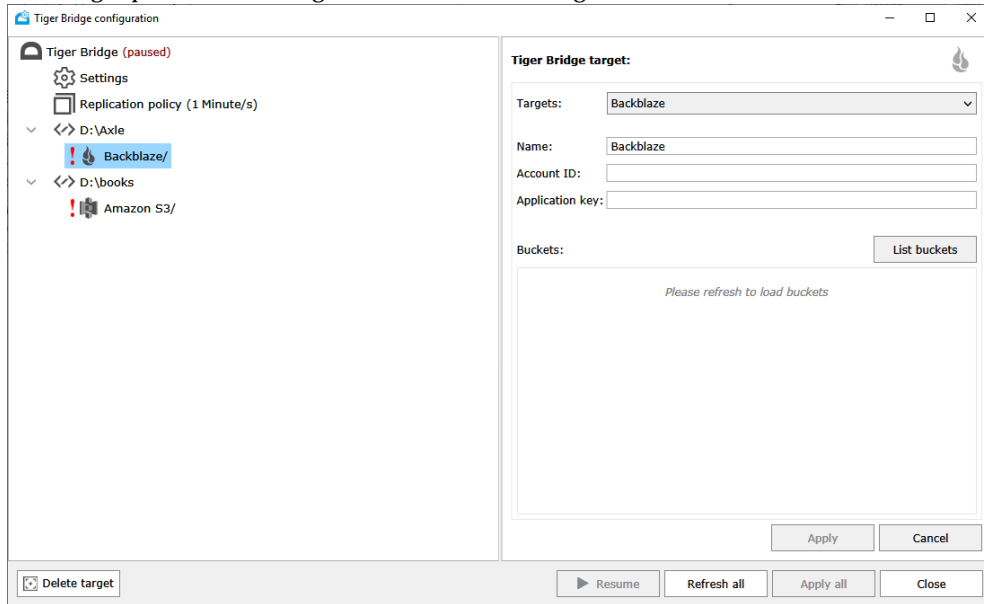 Tiger Bridge configuration
Tiger Bridge (paused)
Settings
Replication policy (1 Minute/s)
D:\Axle
! Backblaze/
D:\books
! Amazon S3/
Tiger Bridge target:
Targets: Backblaze
Name: Backblaze
Account ID:
Application key:
Buckets: List buckets
Please refresh to load buckets
Apply Cancel
Delete target Resume Refresh all Apply all Close